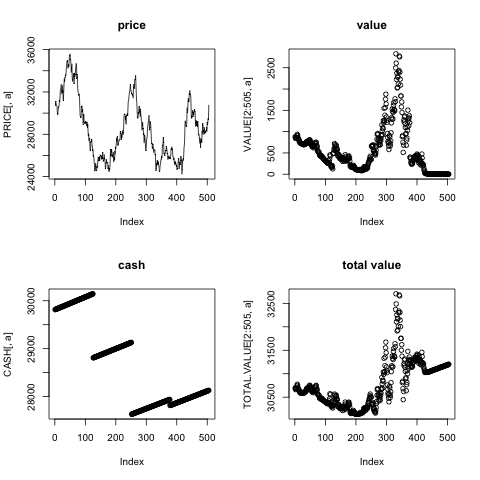 price
PRICE[, a]
24000 28000 32000 36000
0 100 200 300 400 500
Index
value
VALUE[2:505, a]
0 500 1500 2500
0 100 200 300 400 500
Index
cash
CASH[, a]
28000 29000 30000
0 100 200 300 400 500
Index
total value
TOTAL.VALUE[2:505, a]
30500 31500 32500
0 100 200 300 400 500
Index